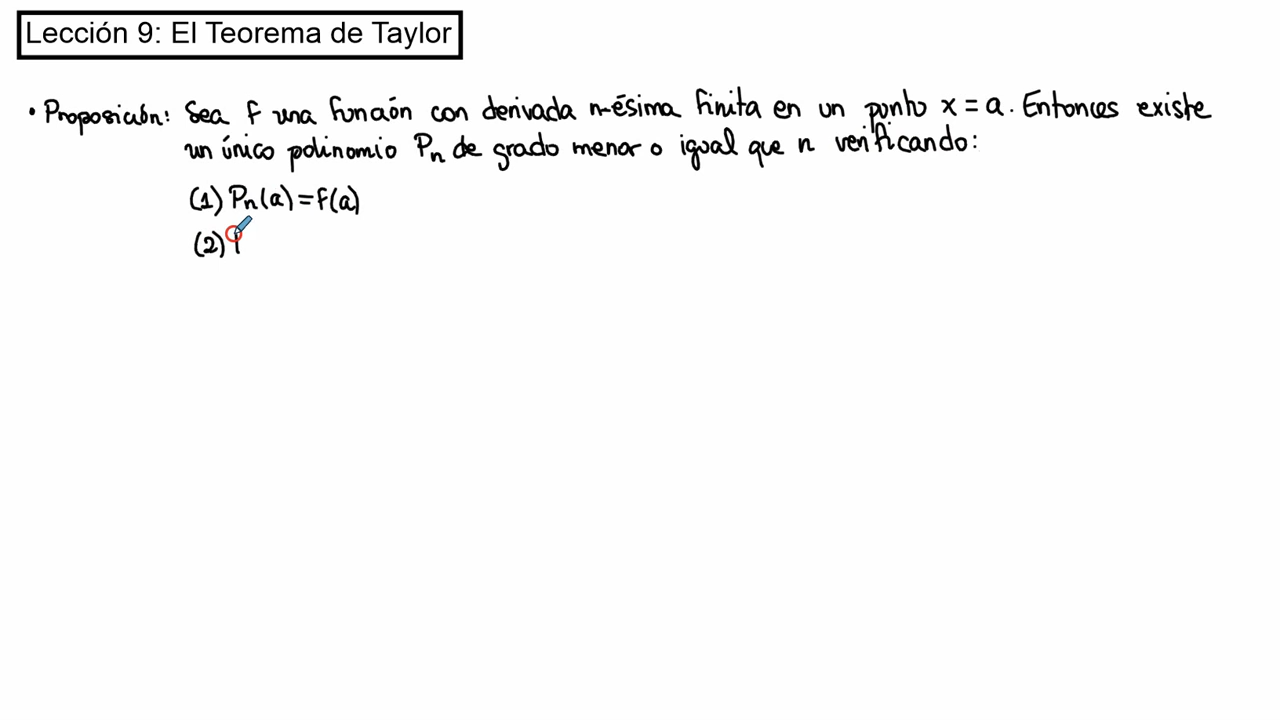 Lección 9: El Teorema de Taylor
• Proposición: Sea f una función con derivada n-ésima finita en un punto x = a. Entonces existe
un único polinomio Pn de grado menor o igual que n verificando:
(1) Pn(a) = f(a)
(2)